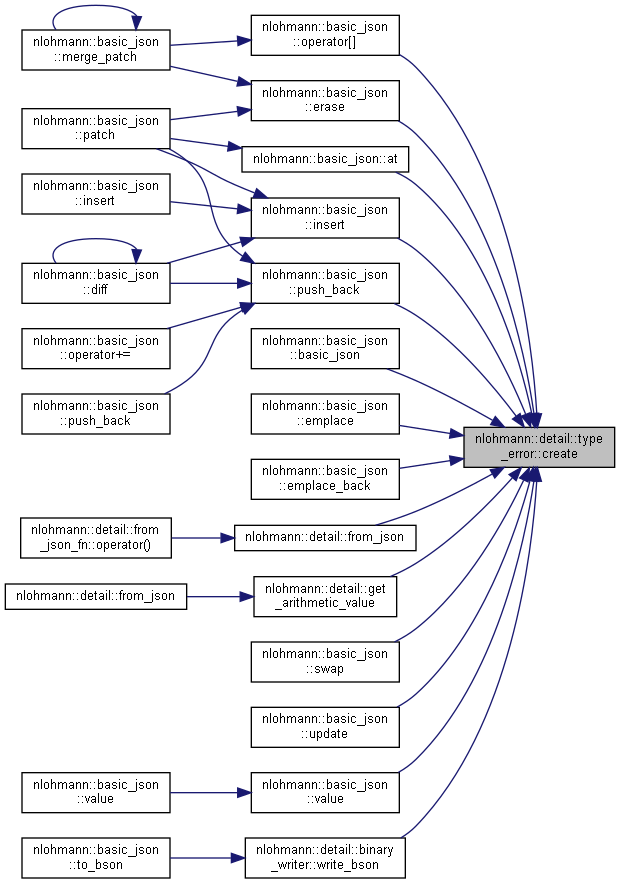 nlohmann::basic_json
::merge_patch
nlohmann::basic_json
::operator[]
nlohmann::basic_json
::erase
nlohmann::basic_json
::patch
nlohmann::basic_json::at
nlohmann::basic_json
::insert
nlohmann::basic_json
::insert
nlohmann::basic_json
::diff
nlohmann::basic_json
::push_back
nlohmann::basic_json
::operator+=
nlohmann::basic_json
::basic_json
nlohmann::basic_json
::push_back
nlohmann::basic_json
::emplace
nlohmann::detail::type
_error::create
nlohmann::basic_json
::emplace_back
nlohmann::detail::from
_json_fn::operator()
nlohmann::detail::from_json
nlohmann::detail::from_json
nlohmann::detail::get
_arithmetic_value
nlohmann::basic_json
::swap
nlohmann::basic_json
::update
nlohmann::basic_json
::value
nlohmann::basic_json
::value
nlohmann::basic_json
::to_bson
nlohmann::detail::binary
_writer::write_bson